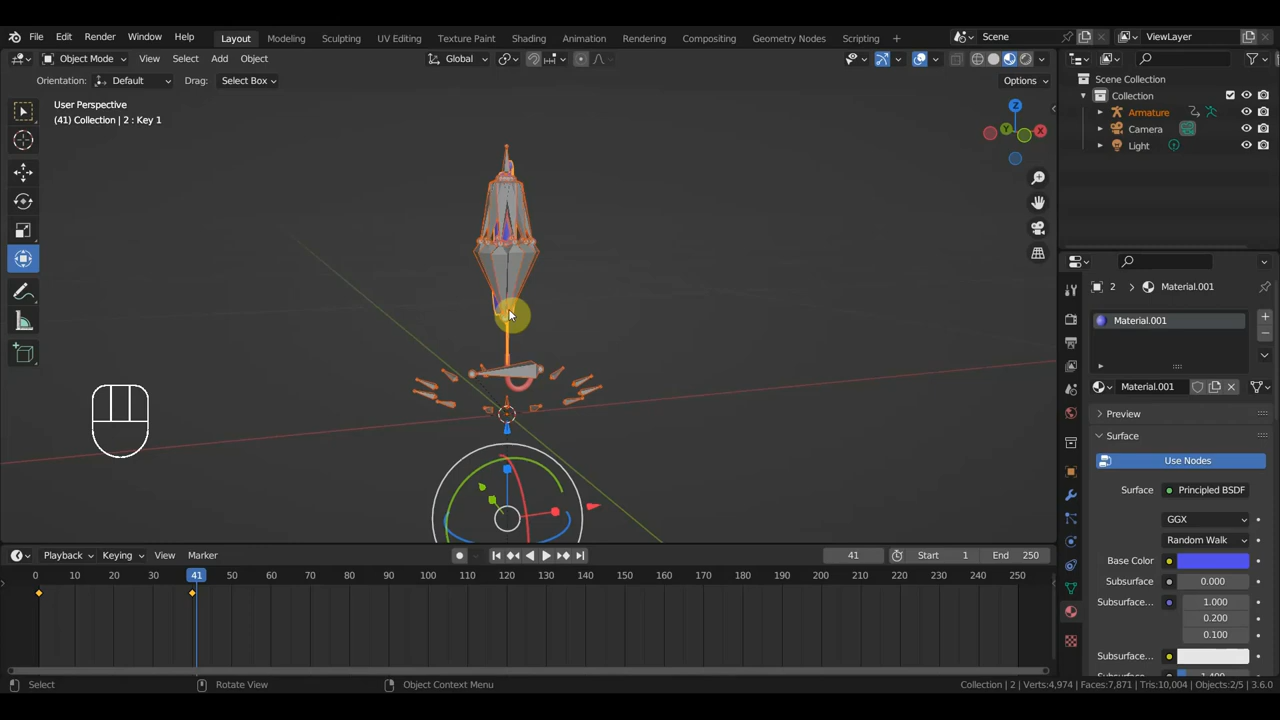 File Edit Render Window Help Layout Modeling Sculpting UV Editing Texture Paint Shading Animation Rendering Compositing Geometry Nodes Scripting + Scene ViewLayer
Object Mode View Select Add Object Global
Orientation: Default Drag: Select Box Options
User Perspective
(41) Collection | 2 : Key 1
Scene Collection
Collection
Armature
Camera
Light
2 > Material.001
Material.001
Material.001
Preview
Surface
Use Nodes
Surface Principled BSDF
GGX
Random Walk
Base Color
Subsurface 0.000
Subsurface... 1.000
0.200
0.100
Subsurface...
Subsurface... 1.400
Playback Keying View Marker 41 Start 1 End 250
0 10 20 30 41 50 60 70 80 90 100 110 120 130 140 150 160 170 180 190 200 210 220 230 240 250
Select Rotate View Object Context Menu Collection | 2 | Verts:4,974 | Faces:7,871 | Tris:10,004 | Objects:2/5 | 3.6.0
X
Y
Z